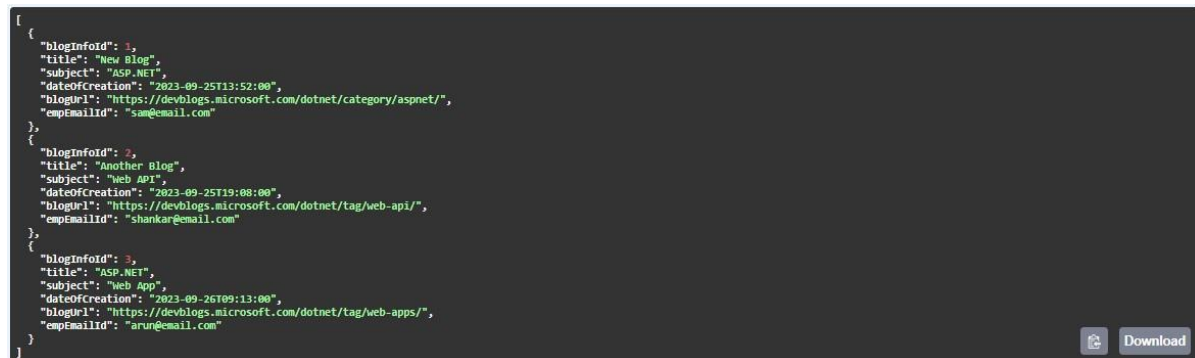 [
  {
    "blogInfoId": 1,
    "title": "New Blog",
    "subject": "ASP.NET",
    "dateOfCreation": "2023-09-25T13:52:00",
    "blogUrl": "https://devblogs.microsoft.com/dotnet/category/aspnet/",
    "empEmailId": "sam@email.com"
  },
  {
    "blogInfoId": 2,
    "title": "Another Blog",
    "subject": "Web API",
    "dateOfCreation": "2023-09-25T19:08:00",
    "blogUrl": "https://devblogs.microsoft.com/dotnet/tag/web-api/",
    "empEmailId": "shankar@email.com"
  },
  {
    "blogInfoId": 3,
    "title": "ASP.NET",
    "subject": "Web App",
    "dateOfCreation": "2023-09-26T09:13:00",
    "blogUrl": "https://devblogs.microsoft.com/dotnet/tag/web-apps/",
    "empEmailId": "arun@email.com"
  }
]
Download